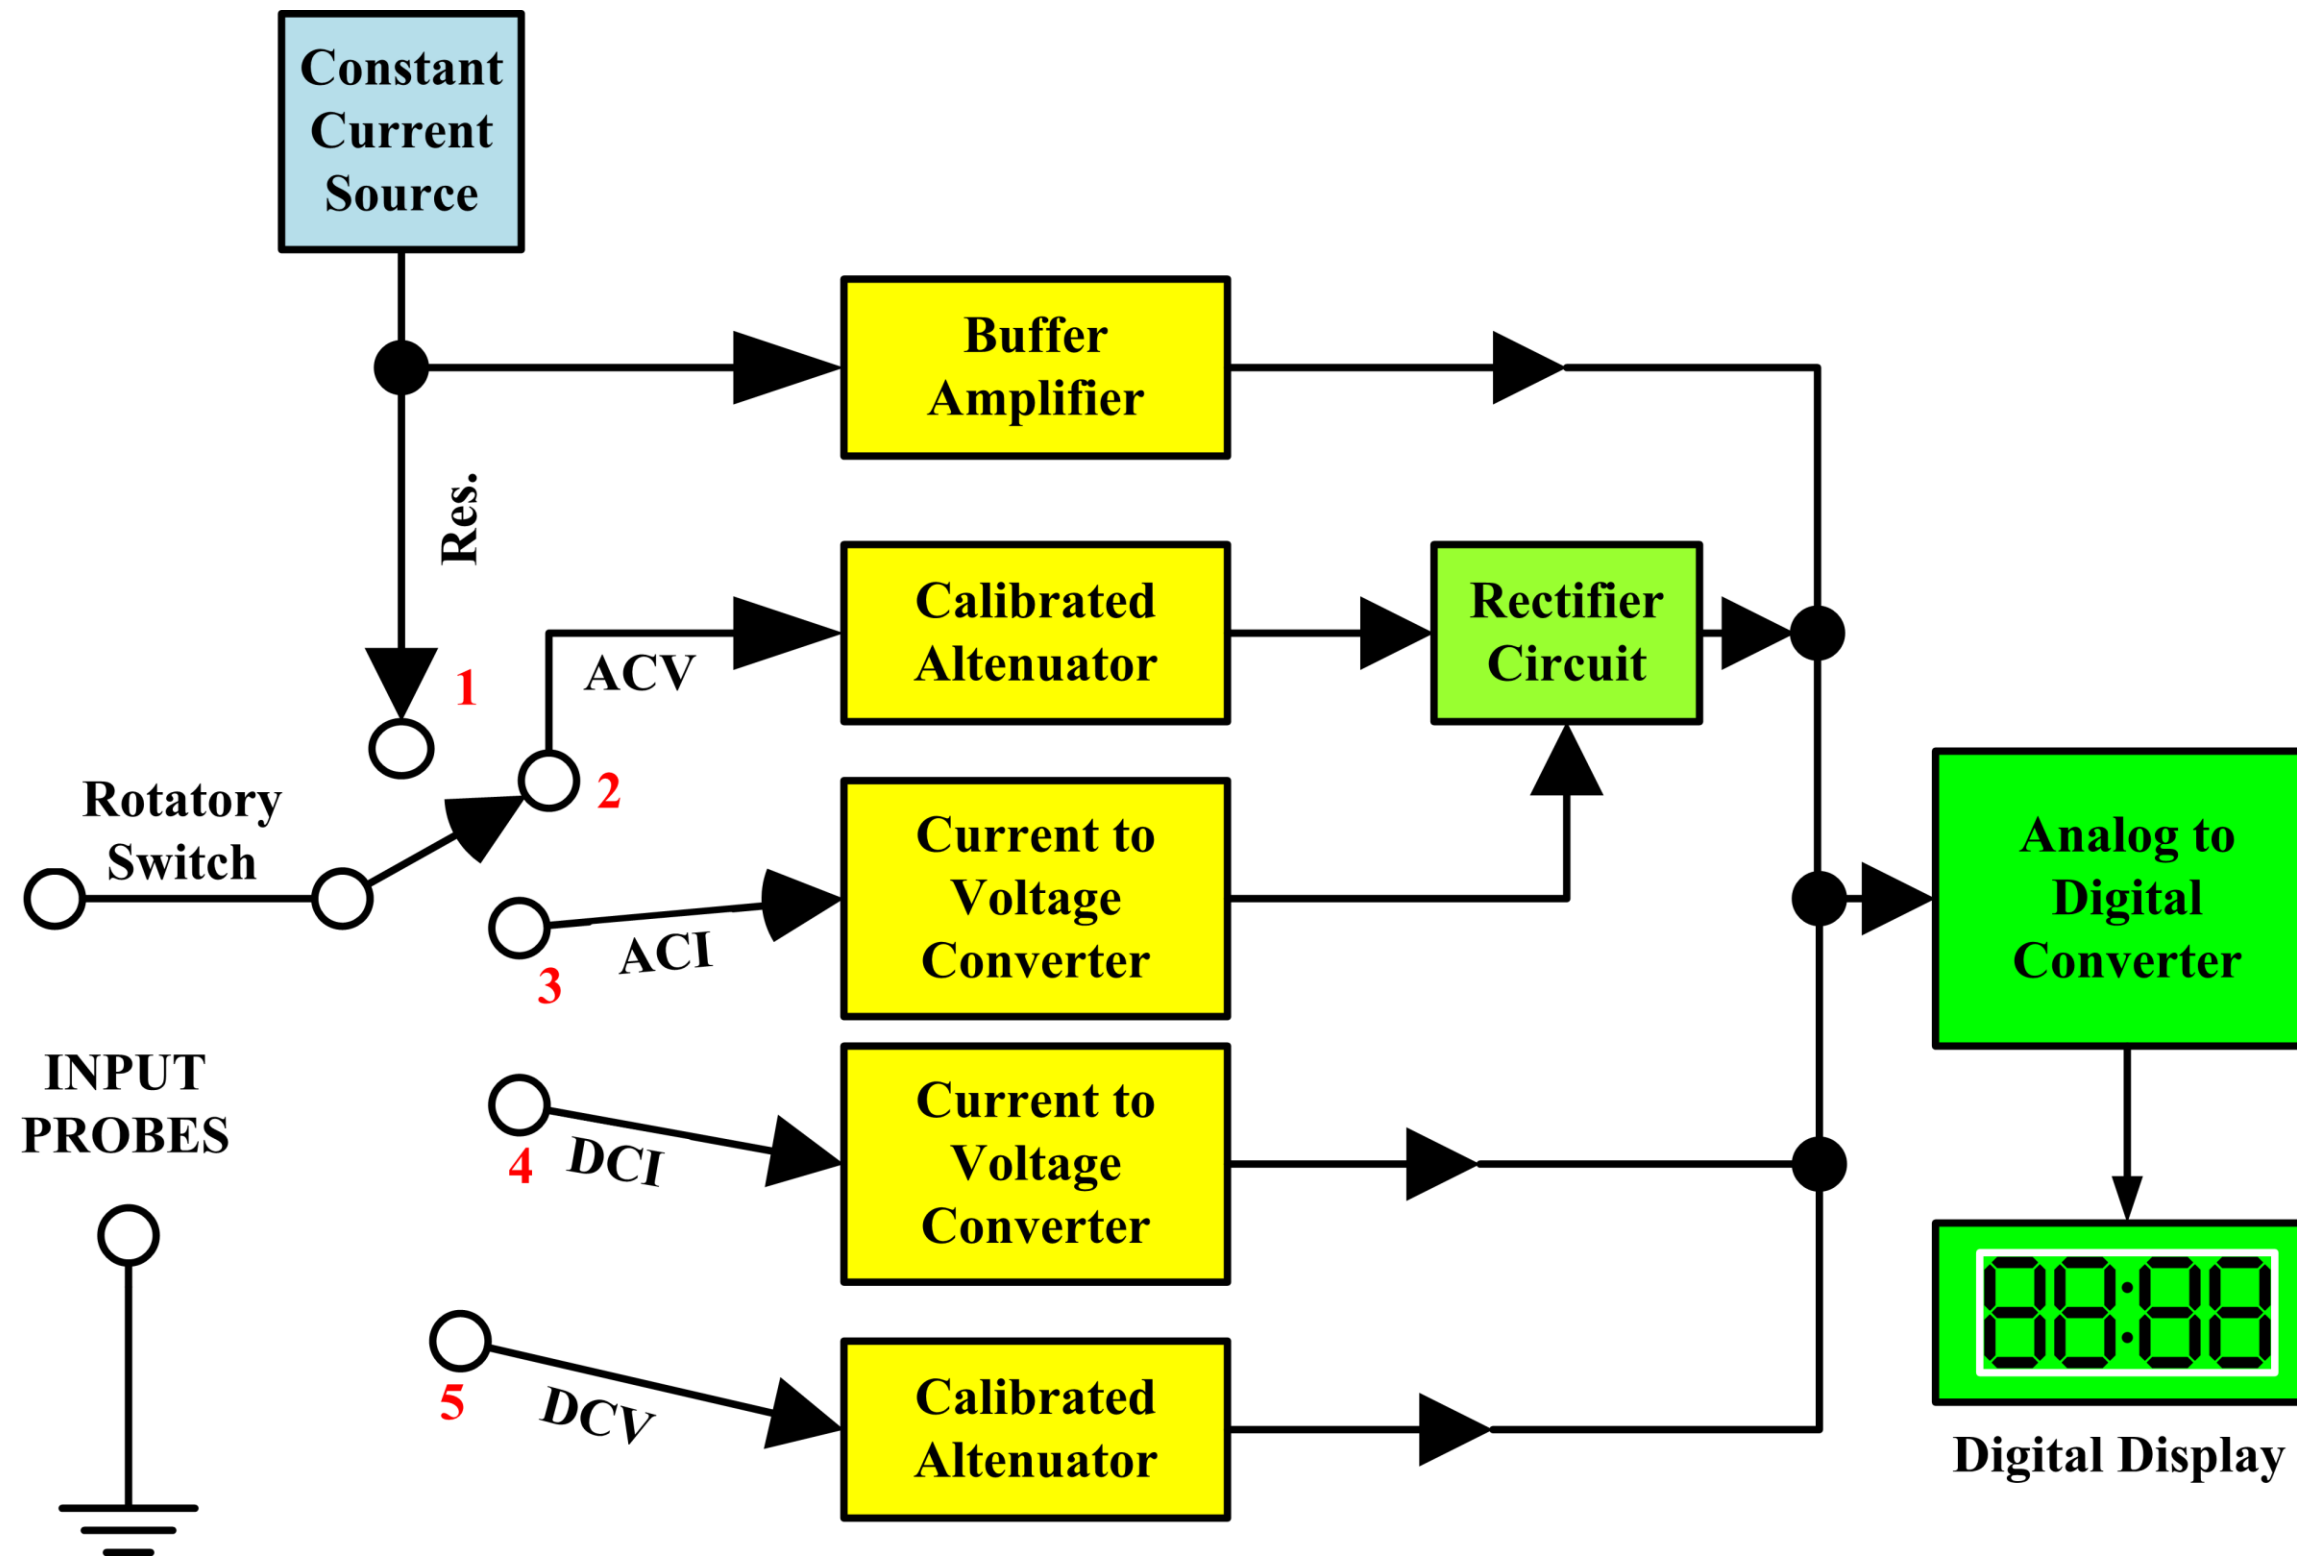 Constant
Current
Source
Buffer
Amplifier
Res.
Calibrated
Altenuator
Rectifier
Circuit
ACV
1
2
Rotatory
Switch
Current to
Voltage
Converter
Analog to
Digital
Converter
ACI
3
INPUT
PROBES
Current to
Voltage
Converter
DCI
4
88:88
Calibrated
Altenuator
DCV
5
Digital Display